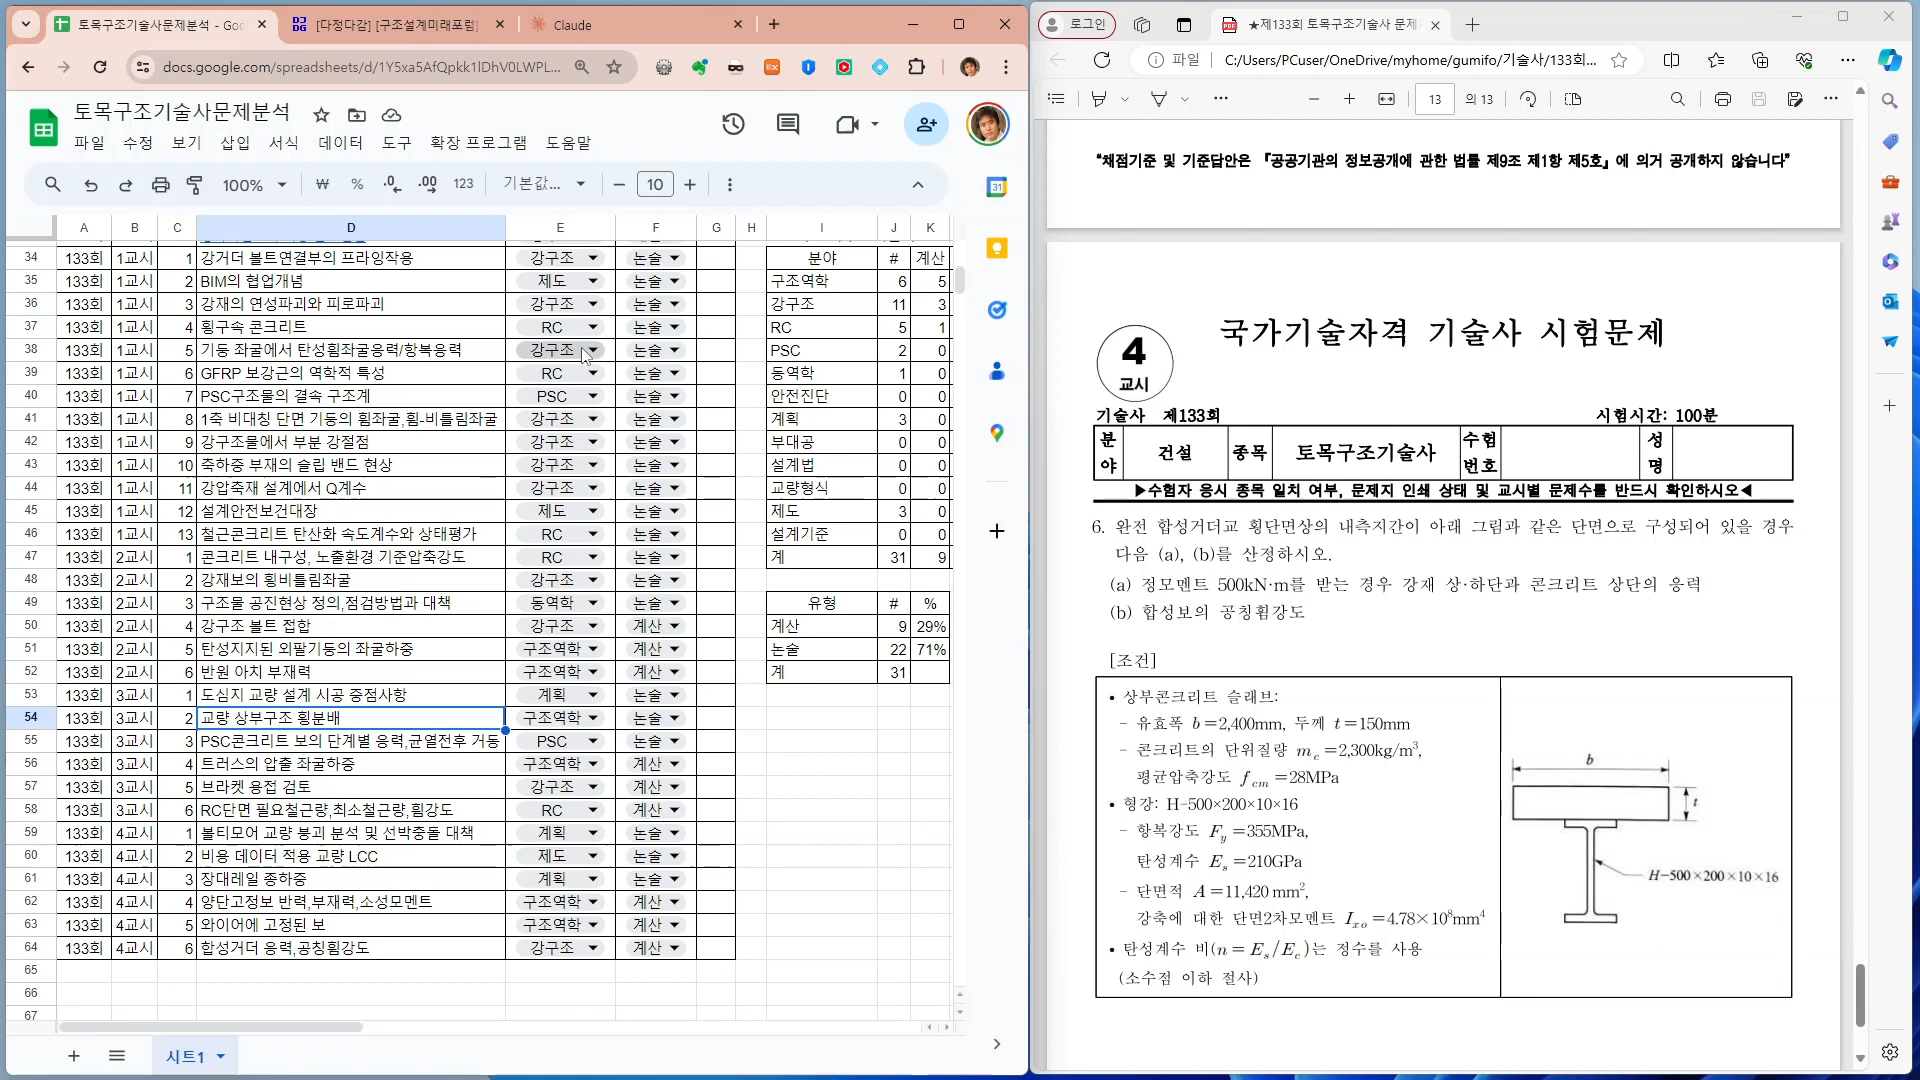 토목구조기술사문제분석 - Goc
[다정다감] [구조설계미래포럼]
Claude
docs.google.com/spreadsheets/d/1Y5xa5AfQpkk1lDhV0LWPL...
토목구조기술사문제분석
파일 수정 보기 삽입 서식 데이터 도구 확장 프로그램 도움말
100% ₩ % .0 .00 123 기본값... 10
A B C D E F G H I J K
34 133회 1교시 1 강거더 볼트연결부의 프라잉작용 강구조 논술
35 133회 1교시 2 BIM의 협업개념 제도 논술
36 133회 1교시 3 강재의 연성파괴와 피로파괴 강구조 논술
37 133회 1교시 4 횡구속 콘크리트 RC 논술
38 133회 1교시 5 기둥 좌굴에서 탄성휨좌굴응력/항복응력 강구조 논술
39 133회 1교시 6 GFRP 보강근의 역학적 특성 RC 논술
40 133회 1교시 7 PSC구조물의 결속 구조계 PSC 논술
41 133회 1교시 8 1축 비대칭 단면 기둥의 휨좌굴,휨-비틀림좌굴 강구조 논술
42 133회 1교시 9 강구조물에서 부분 강절점 강구조 논술
43 133회 1교시 10 축하중 부재의 슬립 밴드 현상 강구조 논술
44 133회 1교시 11 강압축재 설계에서 Q계수 강구조 논술
45 133회 1교시 12 설계안전보건대장 제도 논술
46 133회 1교시 13 철근콘크리트 탄산화 속도계수와 상태평가 RC 논술
47 133회 2교시 1 콘크리트 내구성, 노출환경 기준압축강도 RC 논술
48 133회 2교시 2 강재보의 횡비틀림좌굴 강구조 논술
49 133회 2교시 3 구조물 공진현상 정의,점검방법과 대책 동역학 논술
50 133회 2교시 4 강구조 볼트 접합 강구조 계산
51 133회 2교시 5 탄성지지된 외팔기둥의 좌굴하중 구조역학 계산
52 133회 2교시 6 반원 아치 부재력 구조역학 계산
53 133회 3교시 1 도심지 교량 설계 시공 중점사항 계획 논술
54 133회 3교시 2 교량 상부구조 횡분배 구조역학 논술
55 133회 3교시 3 PSC콘크리트 보의 단계별 응력,균열전후 거동 PSC 논술
56 133회 3교시 4 트러스의 압출 좌굴하중 구조역학 계산
57 133회 3교시 5 브라켓 용접 검토 강구조 계산
58 133회 3교시 6 RC단면 필요철근량,최소철근량,휨강도 RC 계산
59 133회 4교시 1 볼티모어 교량 붕괴 분석 및 선박충돌 대책 계획 논술
60 133회 4교시 2 비용 데이터 적용 교량 LCC 제도 논술
61 133회 4교시 3 장대레일 종하중 계획 논술
62 133회 4교시 4 양단고정보 반력,부재력,소성모멘트 구조역학 계산
63 133회 4교시 5 와이어에 고정된 보 구조역학 계산
64 133회 4교시 6 합성거더 응력,공칭휨강도 강구조 계산
65
66
67
분야 # 계산
구조역학 6 5
강구조 11 3
RC 5 1
PSC 2 0
동역학 1 0
안전진단 0 0
계획 3 0
부대공 0 0
설계법 0 0
교량형식 0 0
제도 3 0
설계기준 0 0
계 31 9
유형 # %
계산 9 29%
논술 22 71%
계 31
시트1
로그인
★제133회 토목구조기술사 문제
파일 C:/Users/PCuser/OneDrive/myhome/gumifo/기술사/133회...
13 의 13
“채점기준 및 기준답안은 『공공기관의 정보공개에 관한 법률 제9조 제1항 제5호』에 의거 공개하지 않습니다”
국가기술자격 기술사 시험문제
4
교시
기술사 제133회 시험시간: 100분
분야 건설 종목 토목구조기술사 수험번호 성명
▶수험자 응시 종목 일치 여부, 문제지 인쇄 상태 및 교시별 문제수를 반드시 확인하시오◀
6. 완전 합성거더교 횡단면상의 내측지간이 아래 그림과 같은 단면으로 구성되어 있을 경우
다음 (a), (b)를 산정하시오.
(a) 정모멘트 500kN·m를 받는 경우 강재 상·하단과 콘크리트 상단의 응력
(b) 합성보의 공칭휨강도
[조건]
• 상부콘크리트 슬래브:
- 유효폭 b=2,400mm, 두께 t=150mm
- 콘크리트의 단위질량 mc=2,300kg/m³,
평균압축강도 fcm=28MPa
• 형강: H-500×200×10×16
- 항복강도 Fy=355MPa,
탄성계수 Es=210GPa
- 단면적 A=11,420mm²,
강축에 대한 단면2차모멘트 Ixo=4.78×10⁸mm⁴
• 탄성계수 비(n=Es/Ec)는 정수를 사용
(소수점 이하 절사)
b
t
H-500×200×10×16